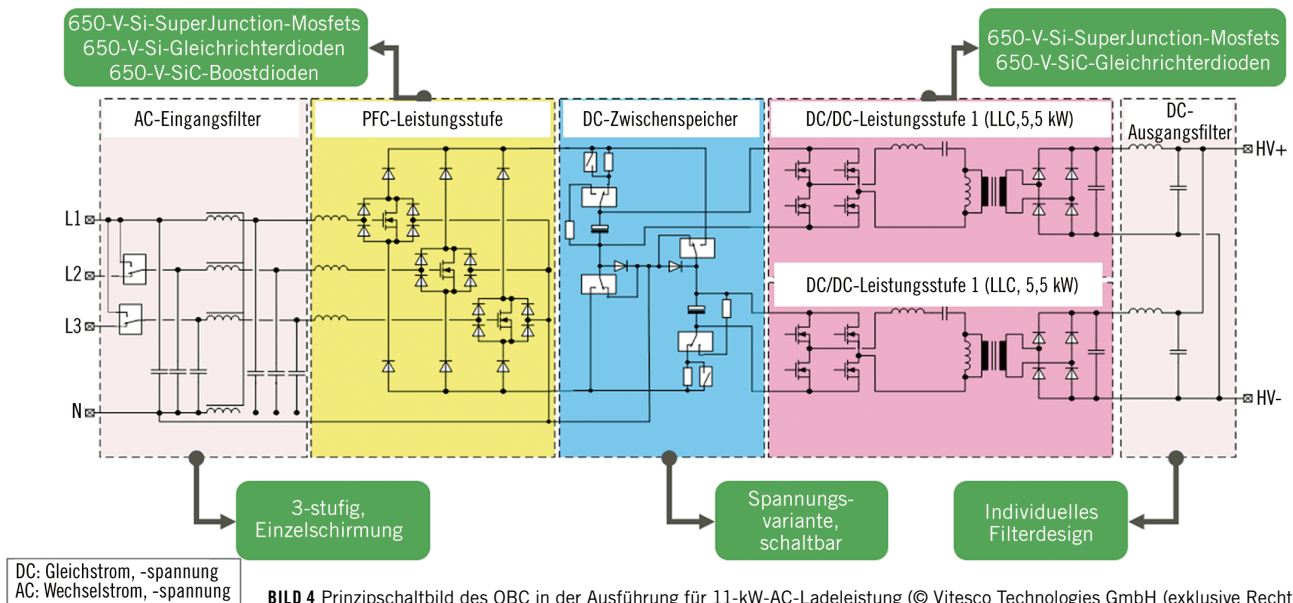 650-V-Si-SuperJunction-Mosfets
650-V-Si-Gleichrichterdioden
650-V-SiC-Boostdioden
650-V-Si-SuperJunction-Mosfets
650-V-SiC-Gleichrichterdioden
AC-Eingangsfilter
PFC-Leistungsstufe
DC-Zwischenspeicher
DC/DC-Leistungsstufe 1 (LLC,5,5 kW)
DC-
Ausgangsfilter
HV+
L1
L2
L3
N
DC/DC-Leistungsstufe 1 (LLC, 5,5 kW)
HV-
3-stufig,
Einzelschirmung
Spannungs-
variante,
schaltbar
Individuelles
Filterdesign
DC: Gleichstrom, -spannung
AC: Wechselstrom, -spannung
BILD 4 Prinzipschaltbild des OBC in der Ausführung für 11-kW-AC-Ladeleistung (© Vitesco Technologies GmbH (exklusive Recht